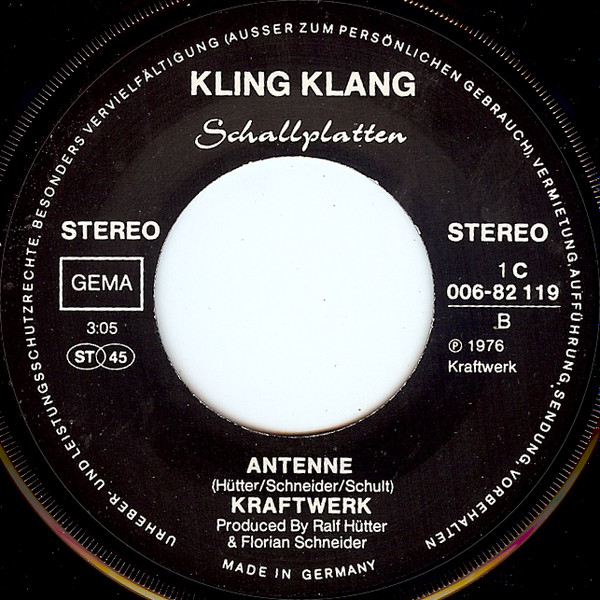 URHEBER- UND LEISTUNGSSCHUTZRECHTE, BESONDERS VERVIELFÄLTIGUNG (AUSSER ZUM PERSÖNLICHEN GEBRAUCH), VERMIETUNG, AUFFÜHRUNG, SENDUNG VORBEHALTEN
KLING KLANG
Schallplatten
STEREO
GEMA
3:05
ST 45
STEREO
1 C
006-82 119
B
Ⓟ 1976
Kraftwerk
ANTENNE
(Hütter/Schneider/Schult)
KRAFTWERK
Produced By Ralf Hütter
& Florian Schneider
MADE IN GERMANY